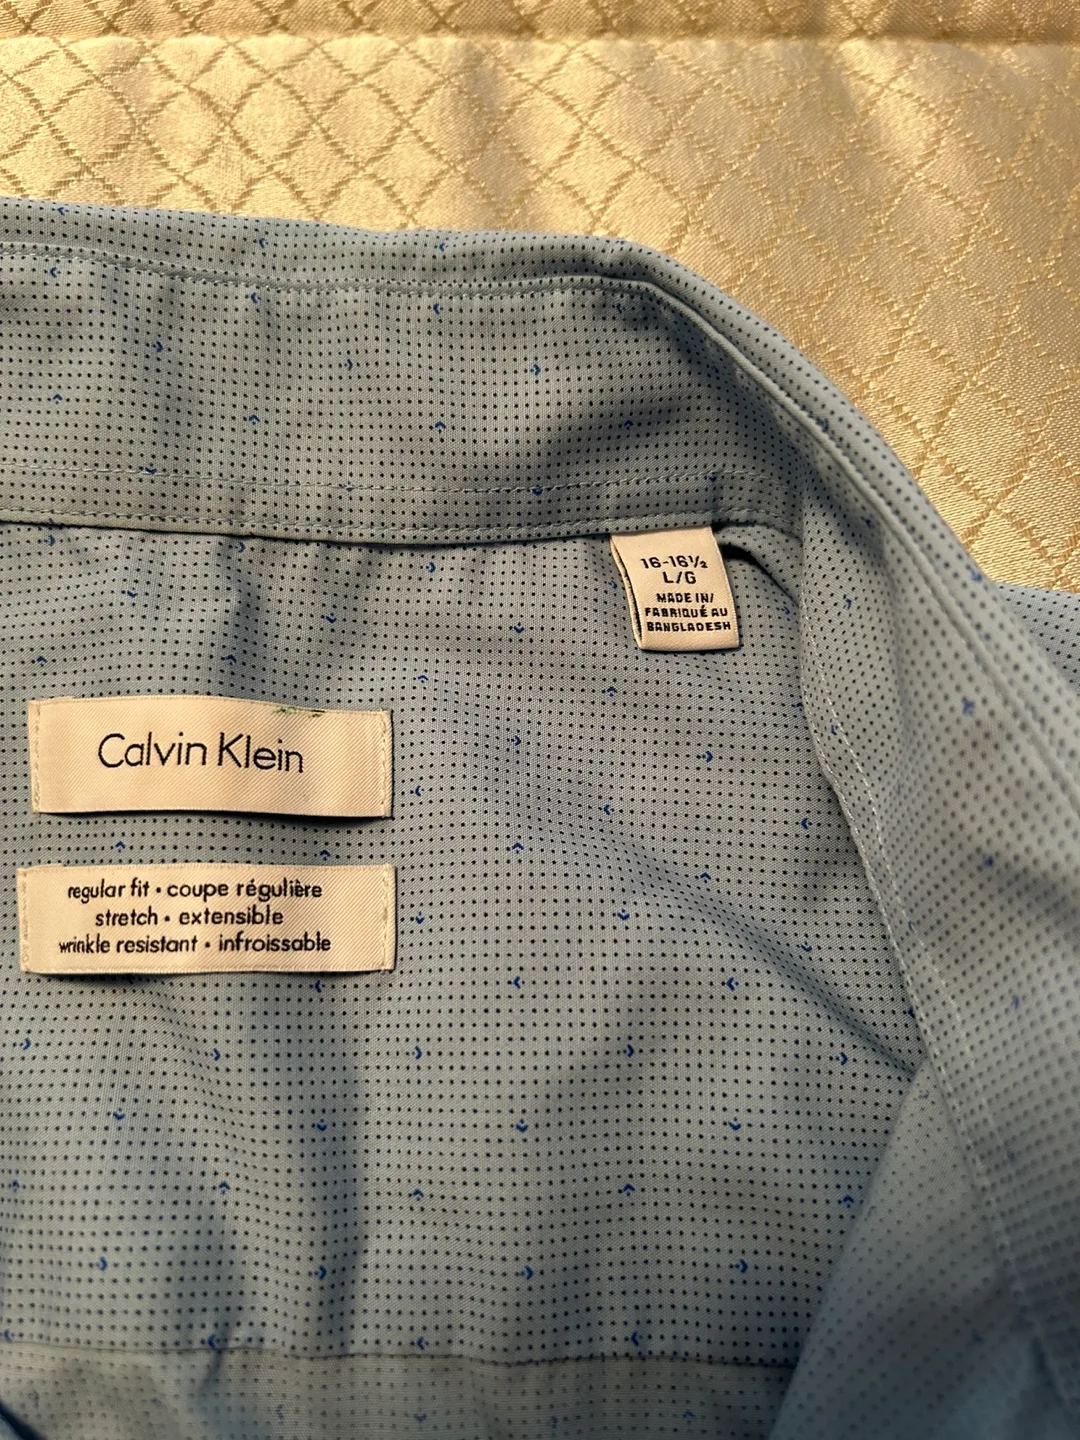 16-16½
L/G
MADE IN/
FABRIQUÉ AU
BANGLADESH
Calvin Klein
regular fit • coupe régulière
stretch • extensible
wrinkle resistant • infroissable